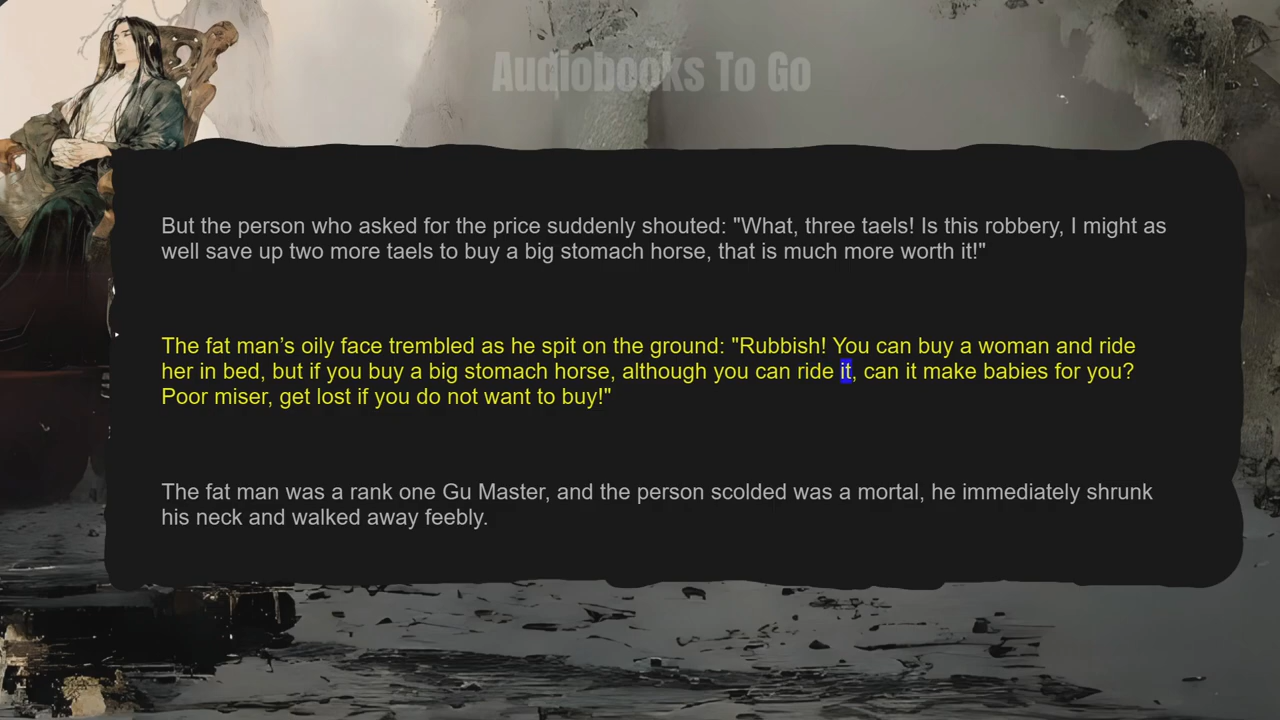 Audiobooks To Go
But the person who asked for the price suddenly shouted: "What, three taels! Is this robbery, I might as
well save up two more taels to buy a big stomach horse, that is much more worth it!"
The fat man’s oily face trembled as he spit on the ground: "Rubbish! You can buy a woman and ride
her in bed, but if you buy a big stomach horse, although you can ride it, can it make babies for you?
Poor miser, get lost if you do not want to buy!"
The fat man was a rank one Gu Master, and the person scolded was a mortal, he immediately shrunk
his neck and walked away feebly.